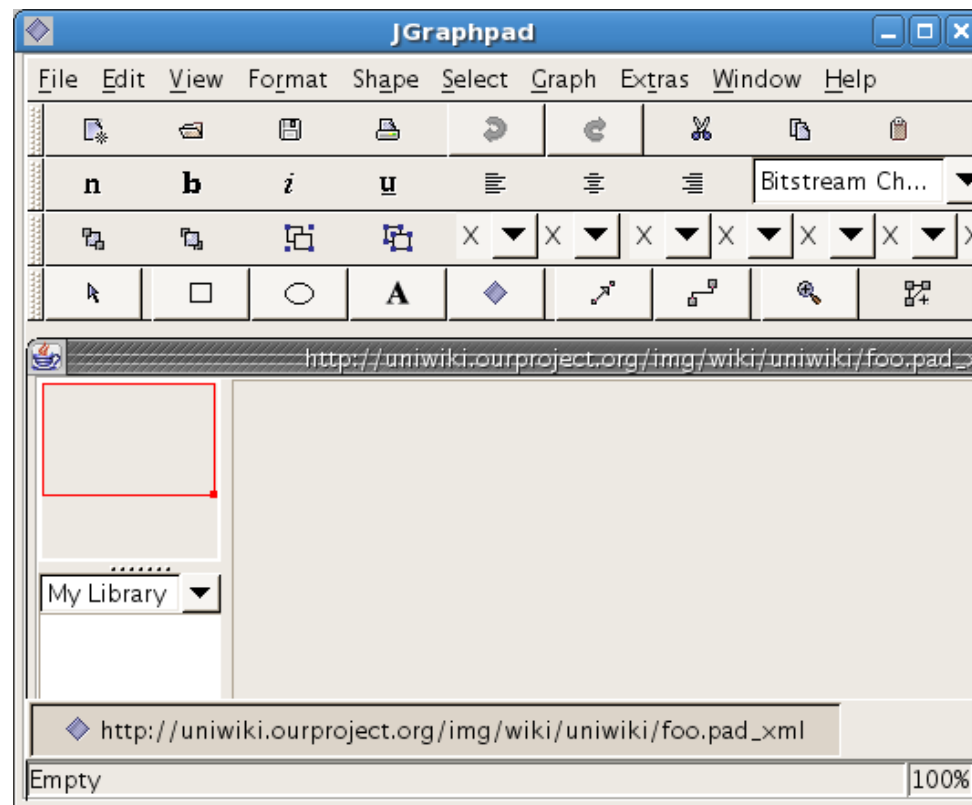 JGraphpad
File Edit View Format Shape Select Graph Extras Window Help
n b i u Bitstream Ch...
X X X X X X X
A
http://uniwiki.ourproject.org/img/wiki/uniwiki/foo.pad_x
My Library
http://uniwiki.ourproject.org/img/wiki/uniwiki/foo.pad_xml
Empty 100%